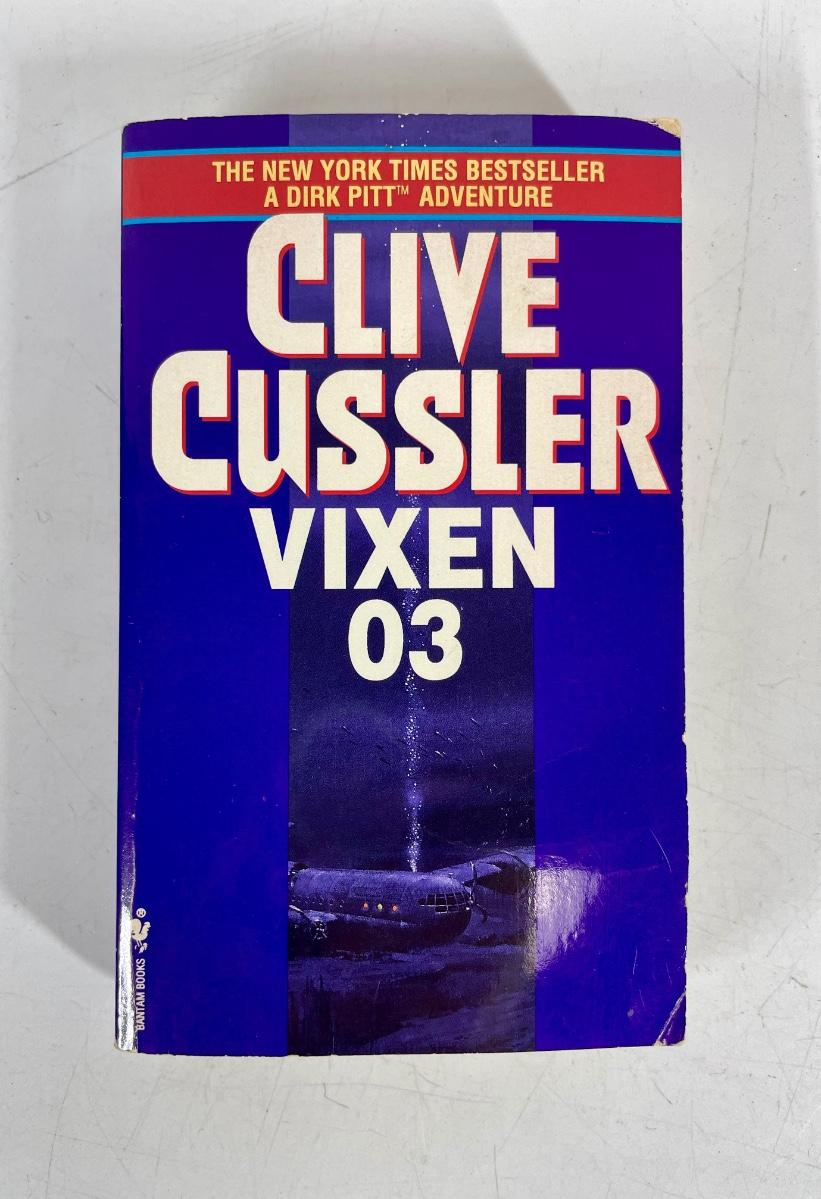 THE NEW YORK TIMES BESTSELLER
A DIRK PITT™ ADVENTURE
CLIVE
CUSSLER
VIXEN
03
BANTAM BOOKS ®